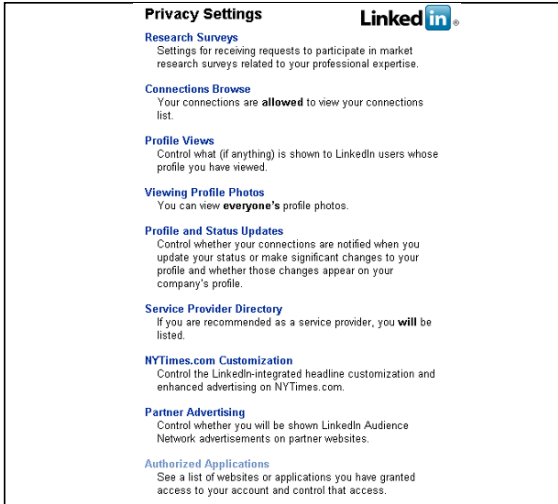 Privacy Settings
Linked in ®
Research Surveys
Settings for receiving requests to participate in market
research surveys related to your professional expertise.
Connections Browse
Your connections are allowed to view your connections
list.
Profile Views
Control what (if anything) is shown to LinkedIn users whose
profile you have viewed.
Viewing Profile Photos
You can view everyone's profile photos.
Profile and Status Updates
Control whether your connections are notified when you
update your status or make significant changes to your
profile and whether those changes appear on your
company's profile.
Service Provider Directory
If you are recommended as a service provider, you will be
listed.
NYTimes.com Customization
Control the LinkedIn-integrated headline customization and
enhanced advertising on NYTimes.com.
Partner Advertising
Control whether you will be shown LinkedIn Audience
Network advertisements on partner websites.
Authorized Applications
See a list of websites or applications you have granted
access to your account and control that access.